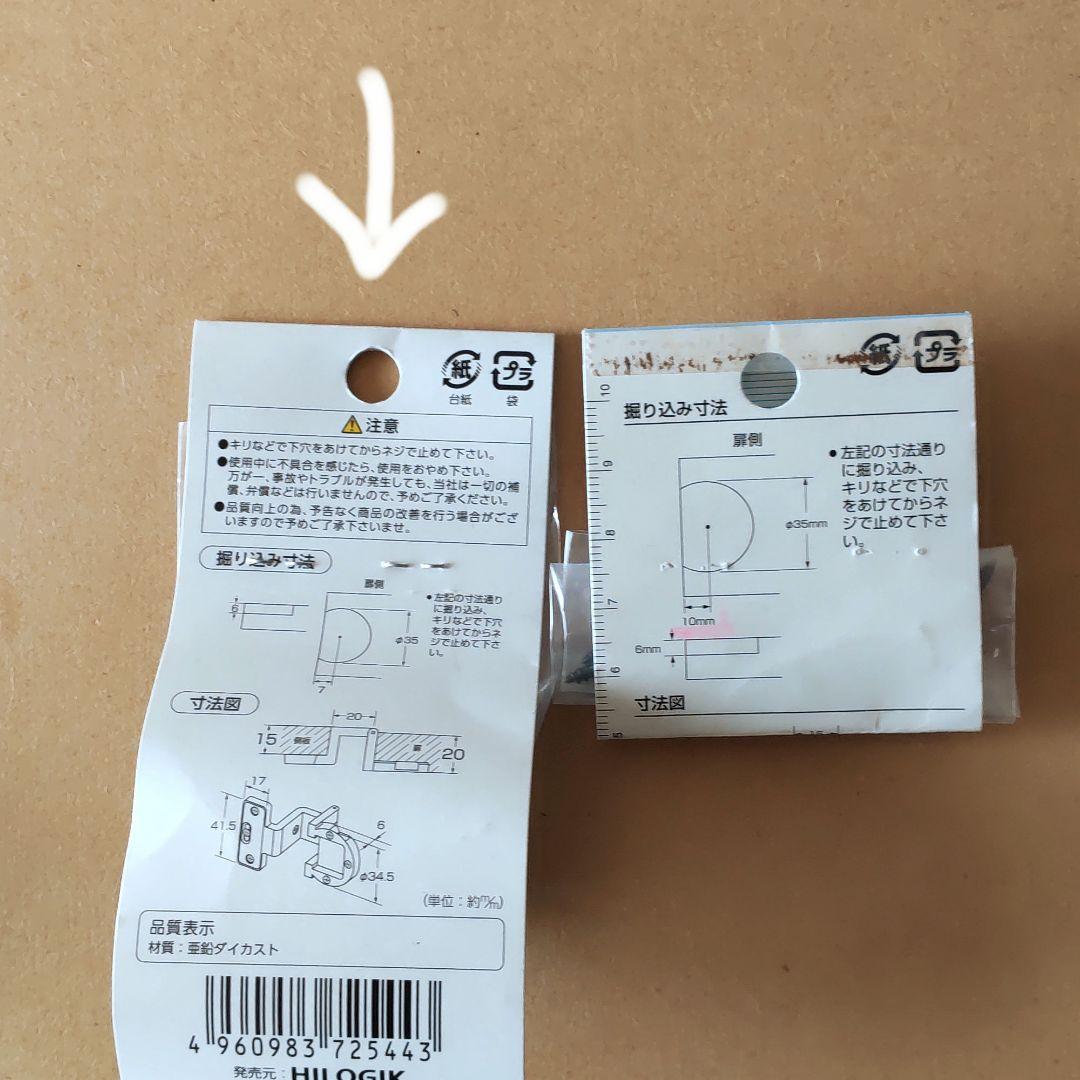 紙
プラ
台紙
袋
注意
●キリなどで下穴をあけてからネジで止めて下さい。
●使用中に不具合を感じたら、使用をおやめ下さい。
万が一、事故やトラブルが発生しても、当社は一切の補
償、弁償などは行いませんので、予めご了承ください。
●品質向上の為、予告なく商品の改善を行う場合がござ
いますので予めご了承下さいませ。
掘り込み寸法
扉側
●左記の寸法通り
に掘り込み、
キリなどで下穴
をあけてからネ
ジで止めて下さ
い。
6
φ35
7
寸法図
20
15
側板
扉
20
17
41.5
6
φ34.5
(単位:約㎜)
品質表示
材質:亜鉛ダイカスト
4 960983 725443
発売元:HILOGIK
紙
プラ
10
9
8
7
6
5
掘り込み寸法
扉側
●左記の寸法通り
に掘り込み、
キリなどで下穴
をあけてからネ
ジで止めて下さ
い。
φ35mm
10mm
6mm
寸法図